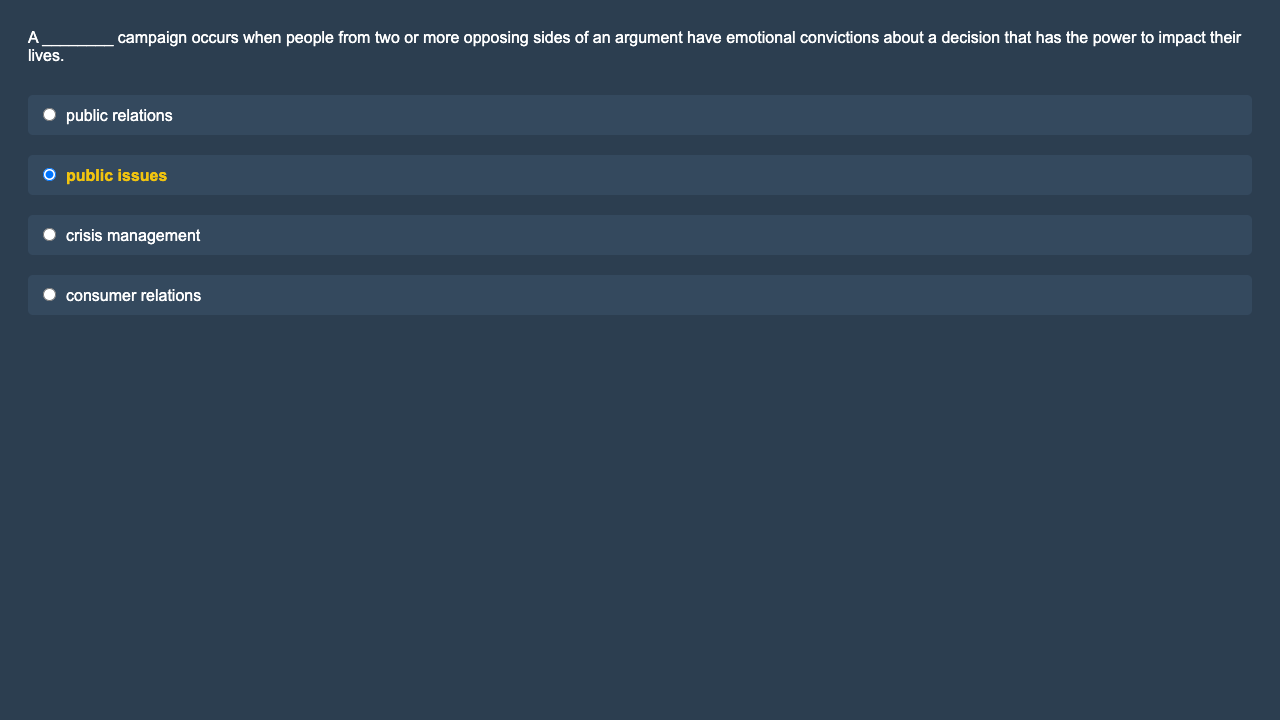 A ________ campaign occurs when people from two or more opposing sides of an argument have emotional convictions about a decision that has the power to impact their
lives.
public relations
public issues
crisis management
consumer relations